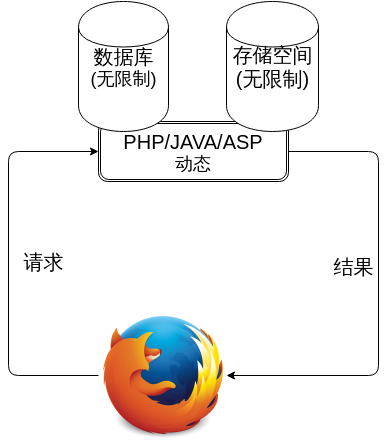 数据库
(无限制)
存储空间
(无限制)
PHP/JAVA/ASP
动态
请求
结果